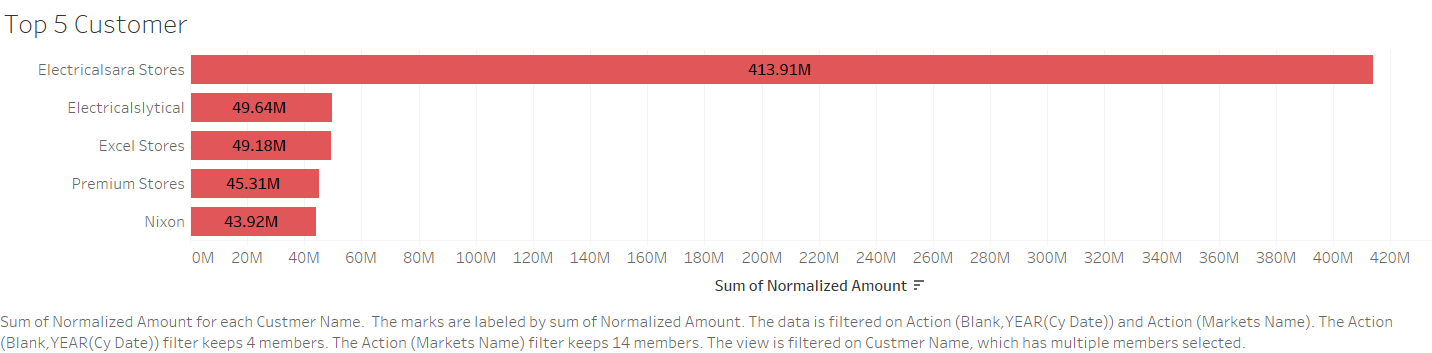 Top 5 Customer
Electricalsara Stores 413.91M
Electricalslytical 49.64M
Excel Stores 49.18M
Premium Stores 45.31M
Nixon 43.92M
0M 20M 40M 60M 80M 100M 120M 140M 160M 180M 200M 220M 240M 260M 280M 300M 320M 340M 360M 380M 400M 420M
Sum of Normalized Amount
Sum of Normalized Amount for each Custmer Name.  The marks are labeled by sum of Normalized Amount. The data is filtered on Action (Blank,YEAR(Cy Date)) and Action (Markets Name). The Action
(Blank,YEAR(Cy Date)) filter keeps 4 members. The Action (Markets Name) filter keeps 14 members. The view is filtered on Custmer Name, which has multiple members selected.